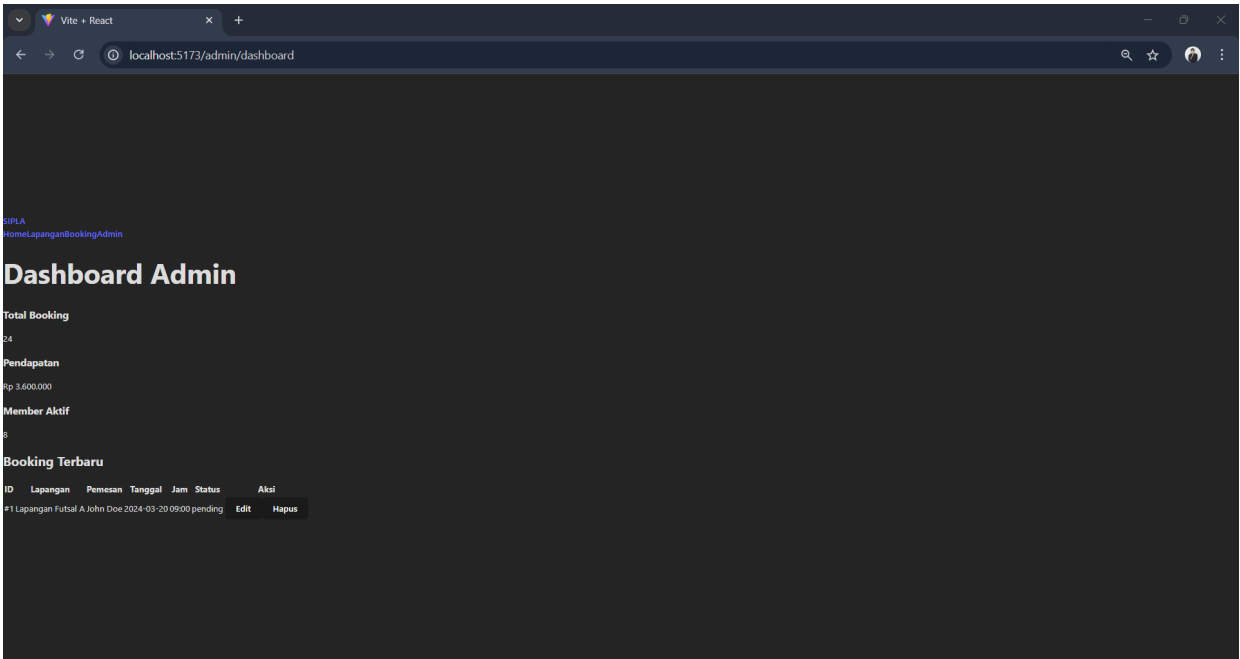 Vite + React
localhost:5173/admin/dashboard
SIPLA
HomeLapanganBookingAdmin
Dashboard Admin
Total Booking
24
Pendapatan
Rp 3.600.000
Member Aktif
8
Booking Terbaru
ID Lapangan Pemesan Tanggal Jam Status Aksi
#1 Lapangan Futsal A John Doe 2024-03-20 09:00 pending Edit Hapus